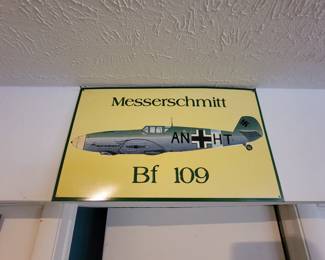 Messerschmitt
AN HT
Bf 109